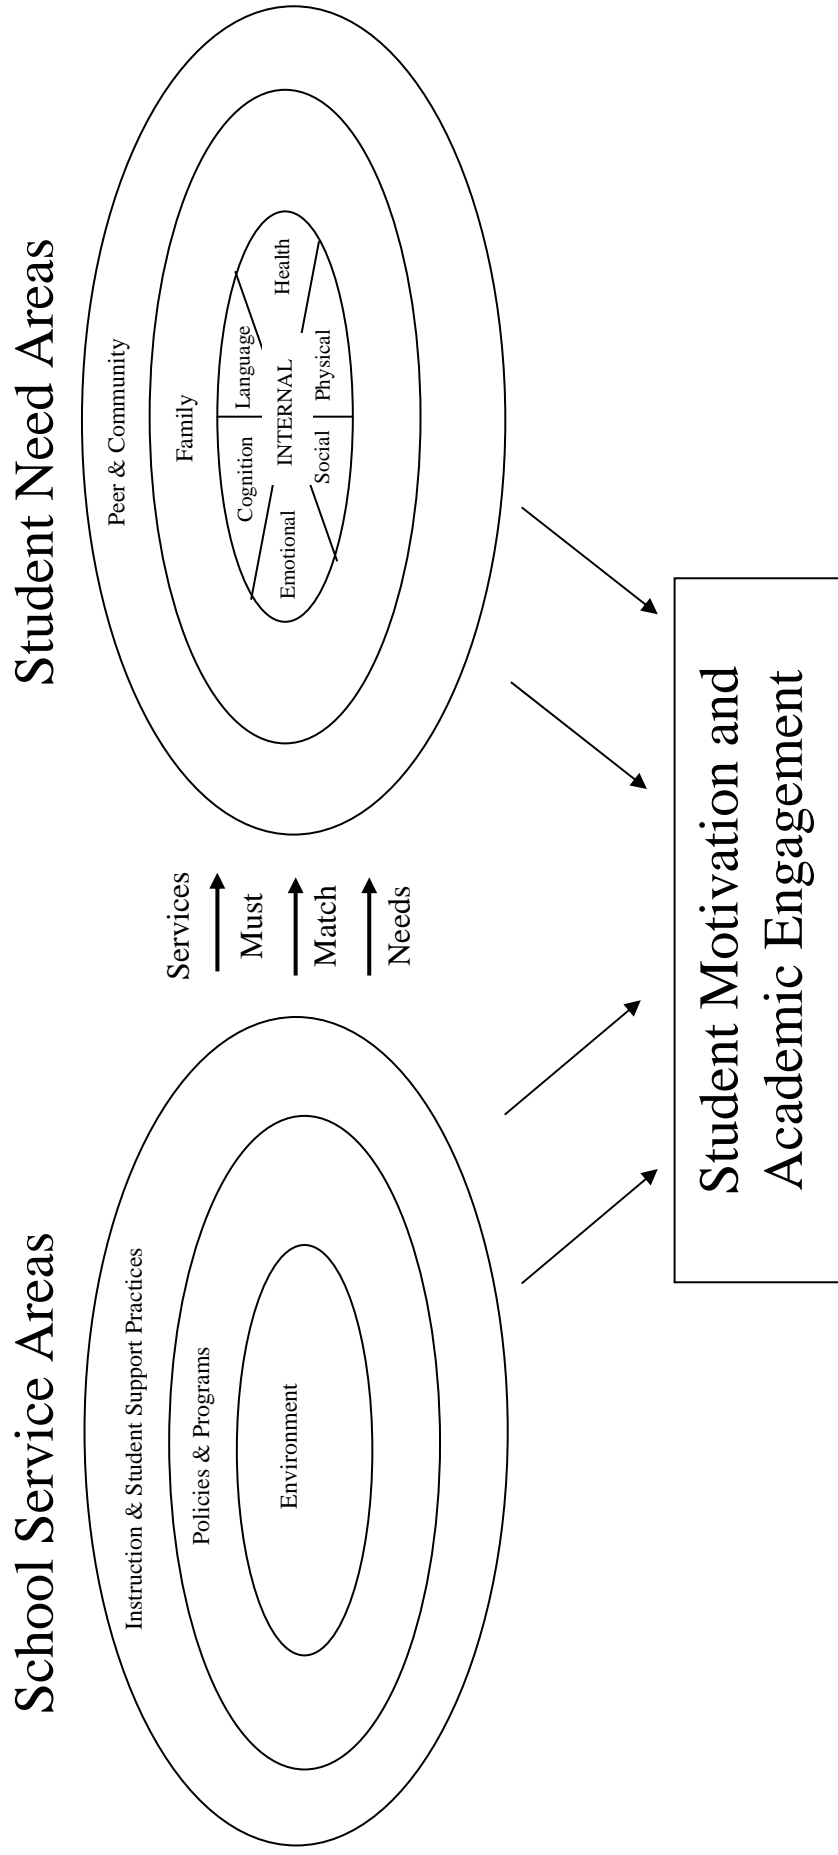 School Service Areas
Student Need Areas
Instruction & Student Support Practices
Policies & Programs
Environment
Services
Must
Match
Needs
Peer & Community
Family
Cognition
Language
Emotional
INTERNAL
Health
Social
Physical
Student Motivation and
Academic Engagement